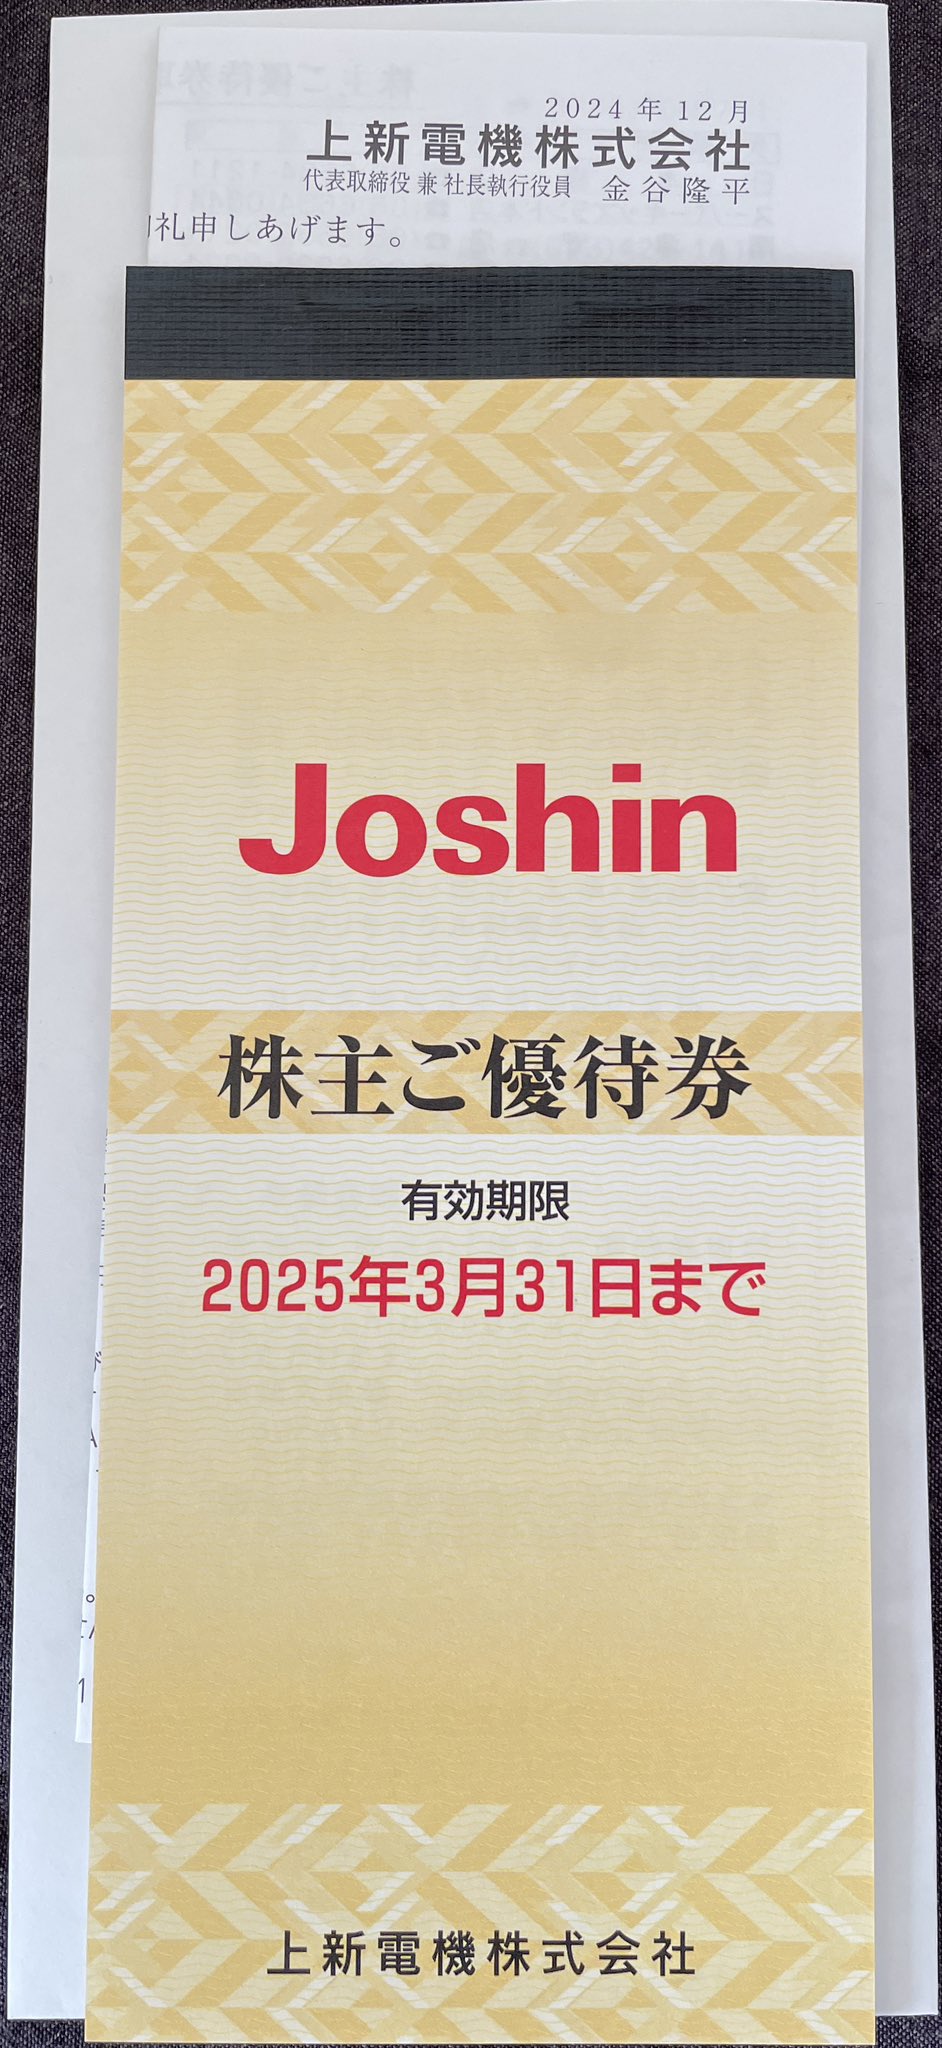 2024年12月
上新電機株式会社
代表取締役 兼 社長執行役員 金谷隆平
礼申しあげます。
Joshin
株主ご優待券
有効期限
2025年3月31日まで
上新電機株式会社